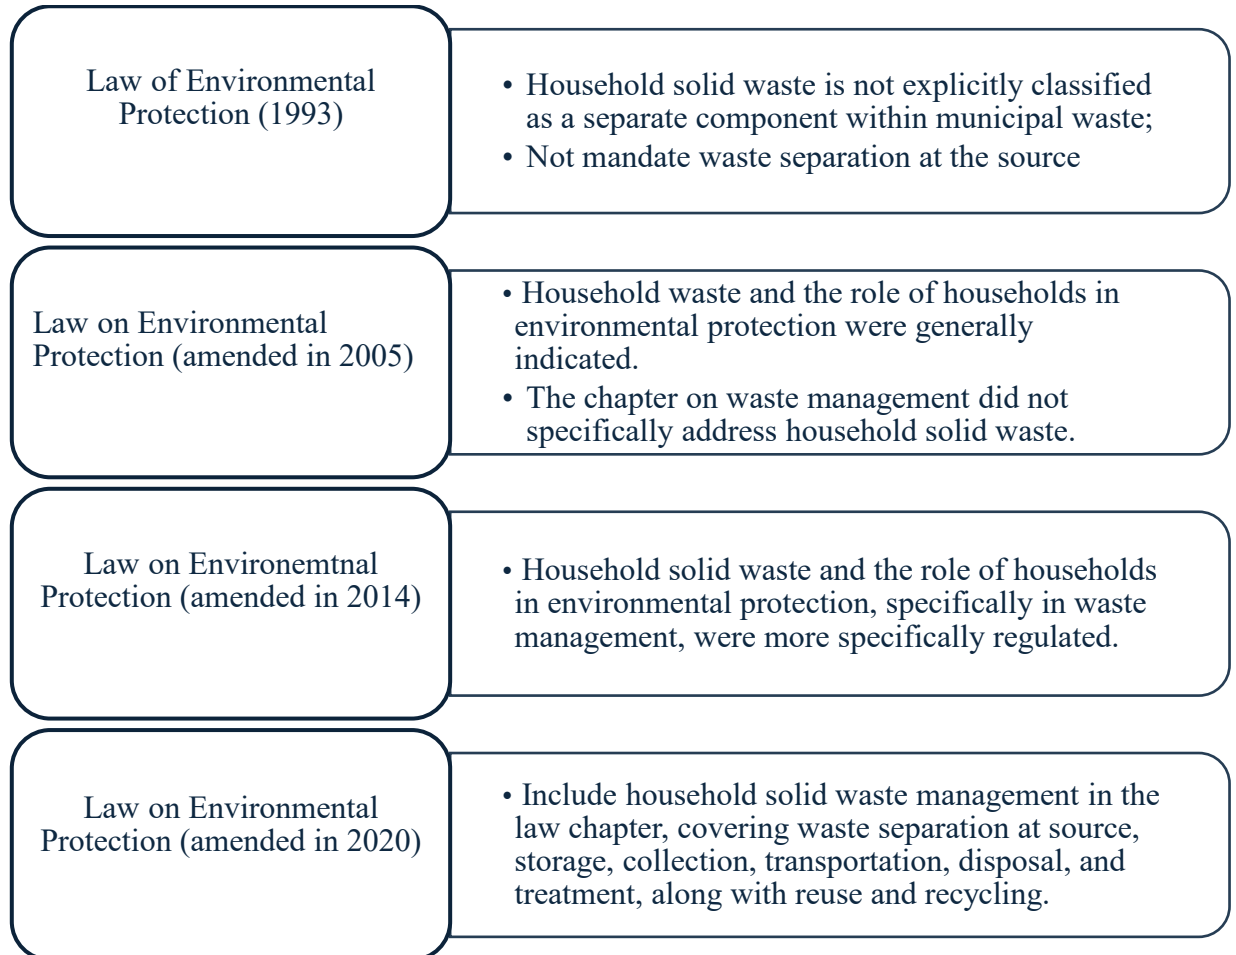 Law of Environmental
Protection (1993)
• Household solid waste is not explicitly classified
as a separate component within municipal waste;
• Not mandate waste separation at the source
Law on Environmental
Protection (amended in 2005)
• Household waste and the role of households in
environmental protection were generally
indicated.
• The chapter on waste management did not
specifically address household solid waste.
Law on Environemtnal
Protection (amended in 2014)
• Household solid waste and the role of households
in environmental protection, specifically in waste
management, were more specifically regulated.
Law on Environmental
Protection (amended in 2020)
• Include household solid waste management in the
law chapter, covering waste separation at source,
storage, collection, transportation, disposal, and
treatment, along with reuse and recycling.